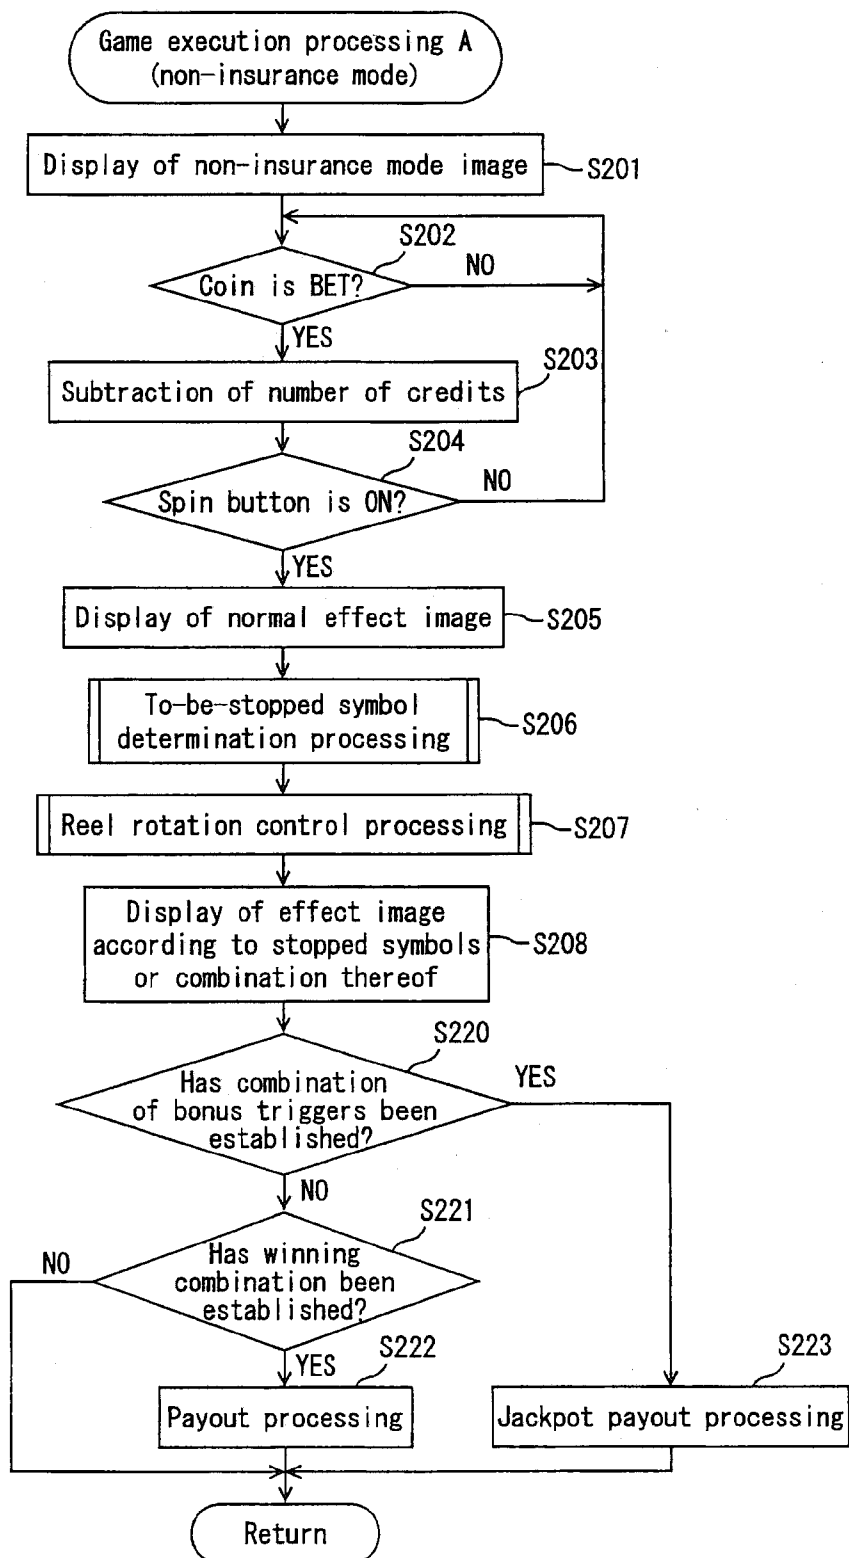 Game execution processing A
(non-insurance mode)
Display of non-insurance mode image
S201
S202
Coin is BET?
NO
YES
S203
Subtraction of number of credits
S204
Spin button is ON?
NO
YES
Display of normal effect image
S205
To-be-stopped symbol
determination processing
S206
Reel rotation control processing
S207
Display of effect image
according to stopped symbols
or combination thereof
S208
S220
Has combination
of bonus triggers been
established?
YES
NO
S221
Has winning
combination been
established?
NO
YES
S222
Payout processing
S223
Jackpot payout processing
Return